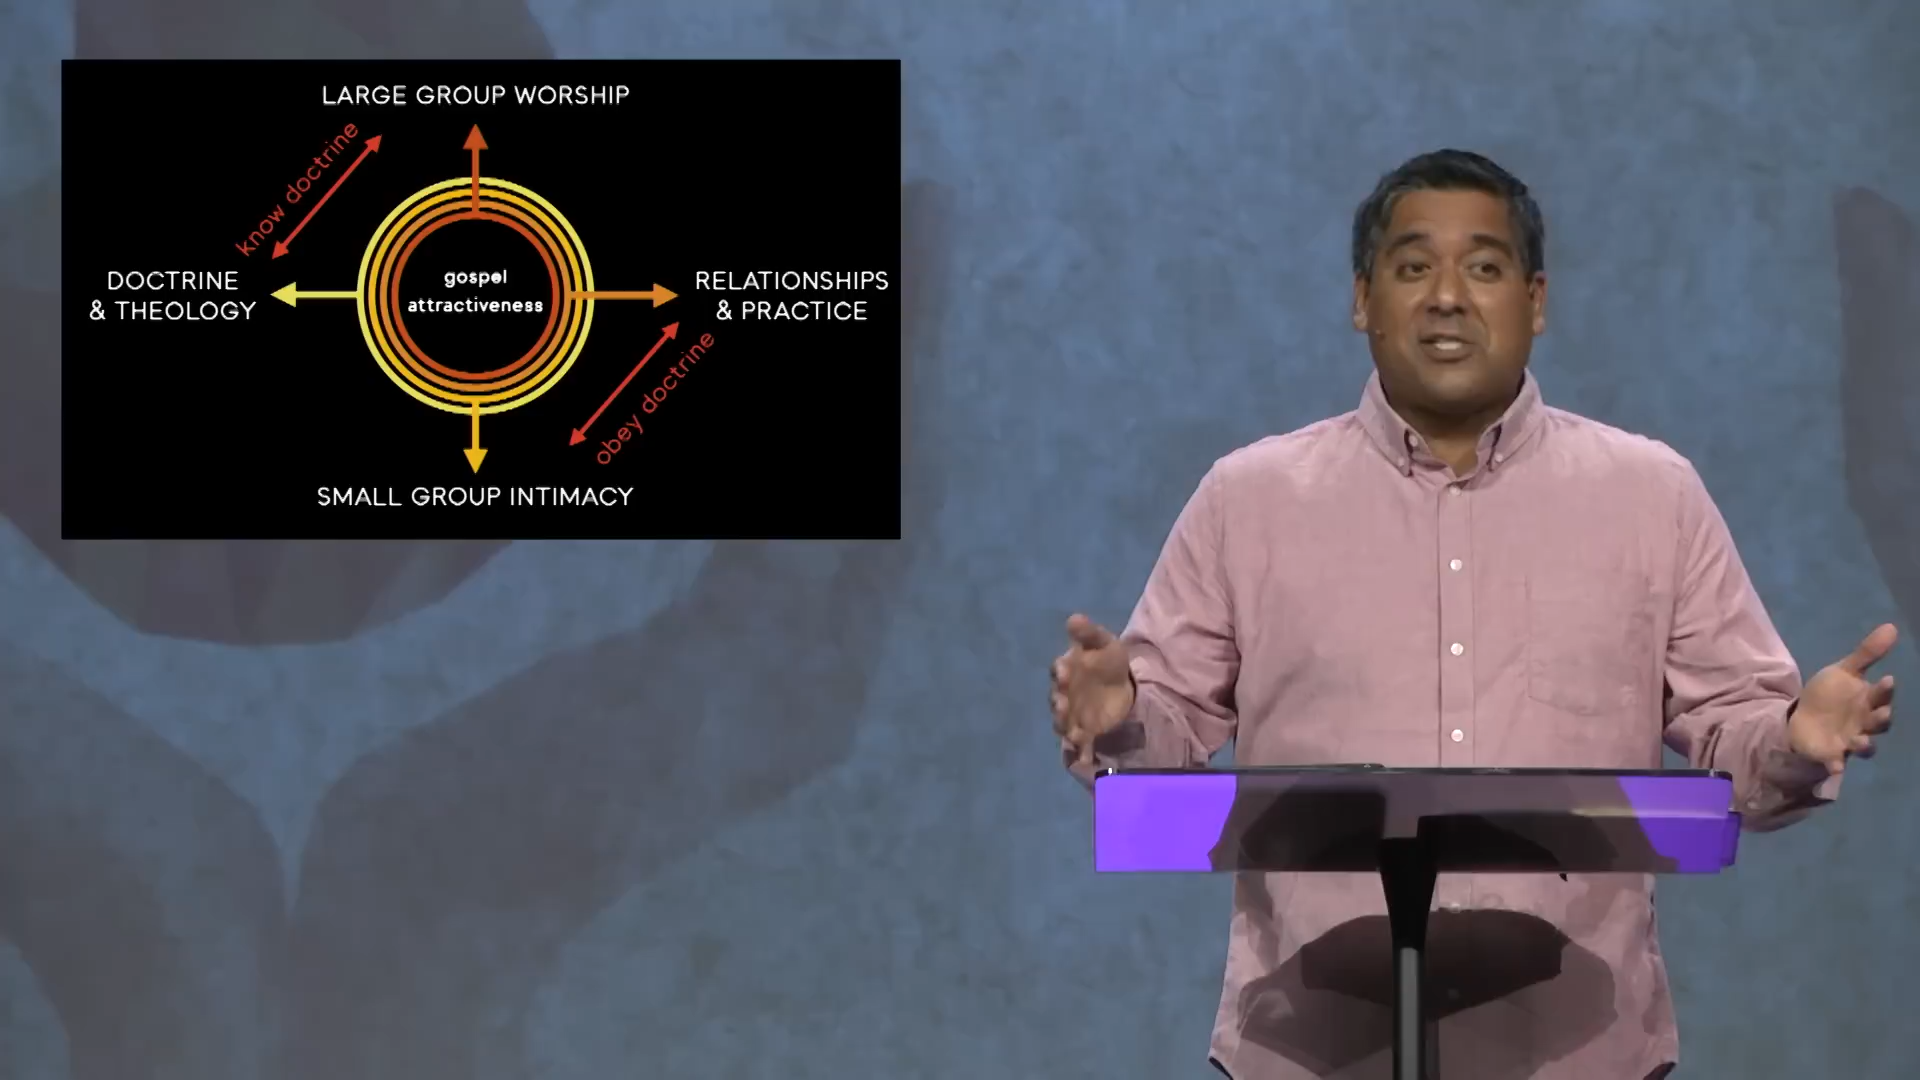 LARGE GROUP WORSHIP
know doctrine
DOCTRINE
& THEOLOGY
gospel
attractiveness
RELATIONSHIPS
& PRACTICE
obey doctrine
SMALL GROUP INTIMACY